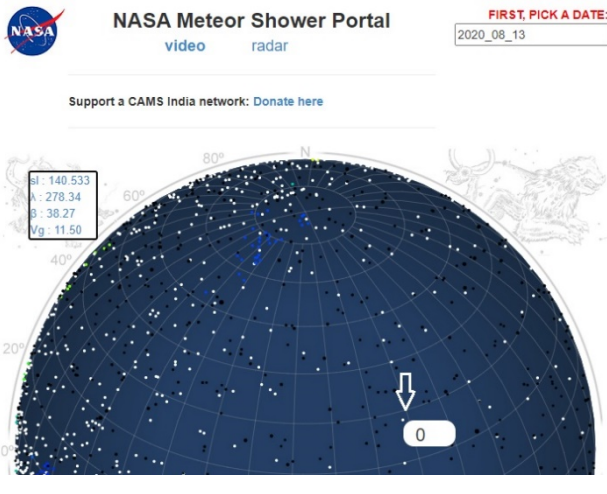 NASA
NASA Meteor Shower Portal
FIRST, PICK A DATE:
video radar
2020_08_13
Support a CAMS India network: Donate here
N
80°
60°
40°
20°
0°
sl : 140.533
λ : 278.34
β : 38.27
Vg : 11.50
0